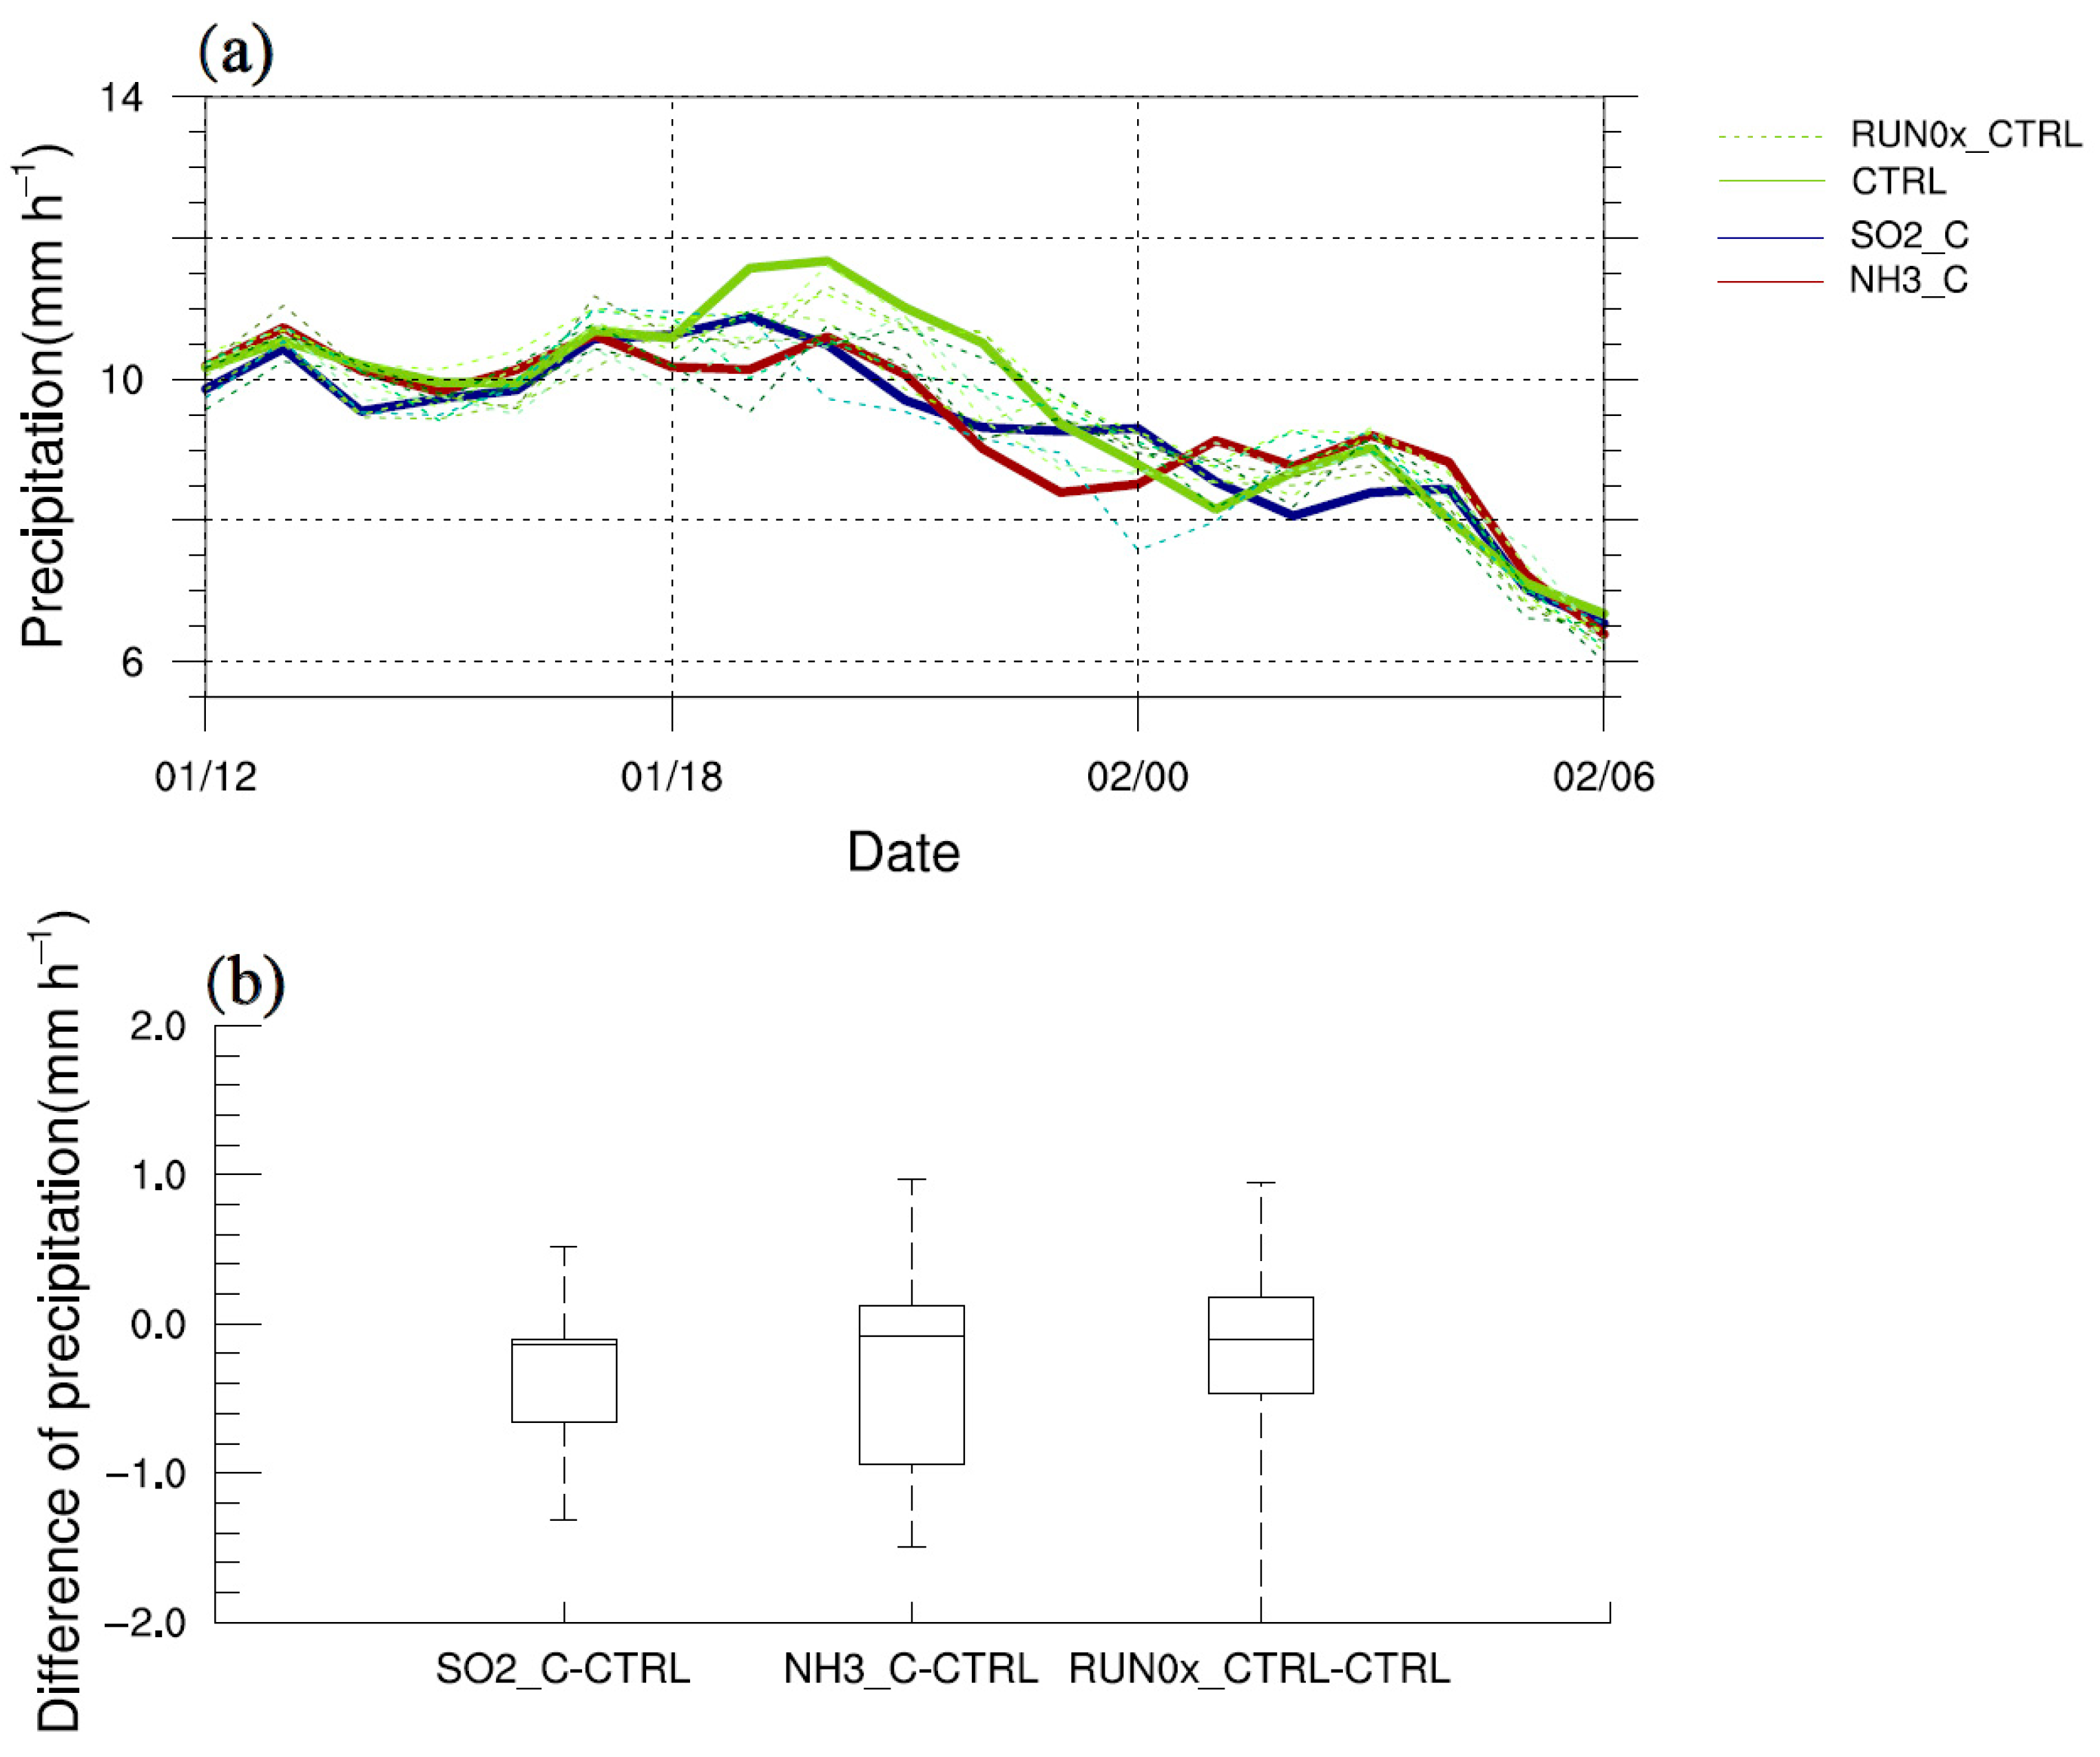 (a)
Precipitation(mm h⁻¹)
14
10
6
01/12 01/18 02/00 02/06
Date
RUN0x_CTRL
CTRL
SO2_C
NH3_C
(b)
Difference of precipitation(mm h⁻¹)
2.0
1.0
0.0
−1.0
−2.0
SO2_C-CTRL NH3_C-CTRL RUN0x_CTRL-CTRL